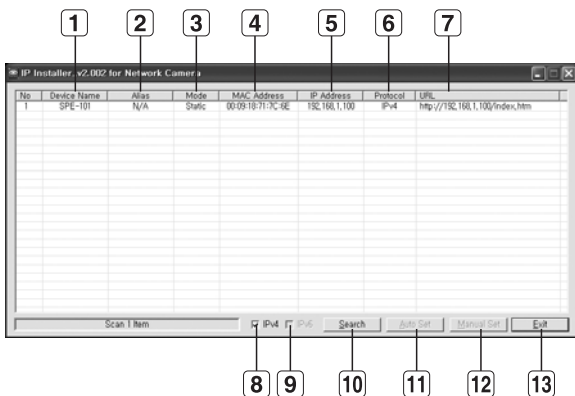 1 2 3 4 5 6 7
IP Installer, v2.002 for Network Camera
No Device Name Alias Mode MAC Address IP Address Protocol URL
1 SPE-101 N/A Static 00:09:18:71:7C:6E 192,168,1,100 IPv4 http://192,168,1,100/index,htm
Scan 1 Item IPv4 IPv6 Search Auto Set Manual Set Exit
8 9 10 11 12 13